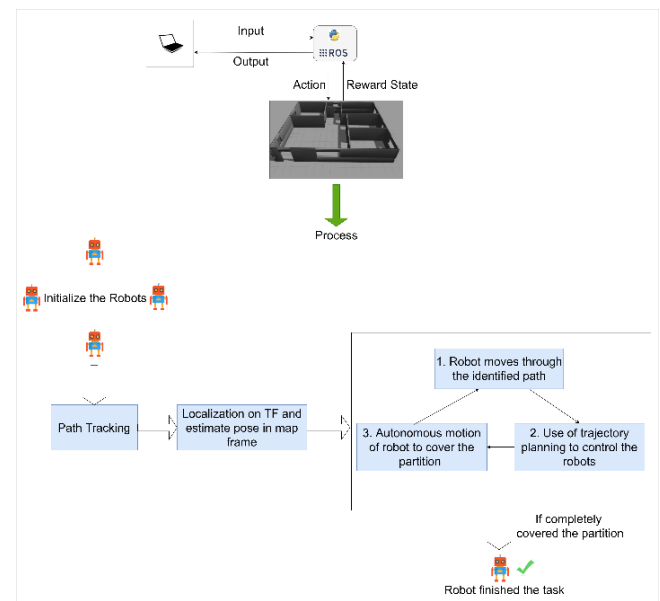 Input
ROS
Output
Action
Reward State
Process
Initialize the Robots
1. Robot moves through
the identified path
Path Tracking
Localization on TF and
estimate pose in map
frame
3. Autonomous motion
of robot to cover the
partition
2. Use of trajectory
planning to control the
robots
If completely
covered the partition
Robot finished the task